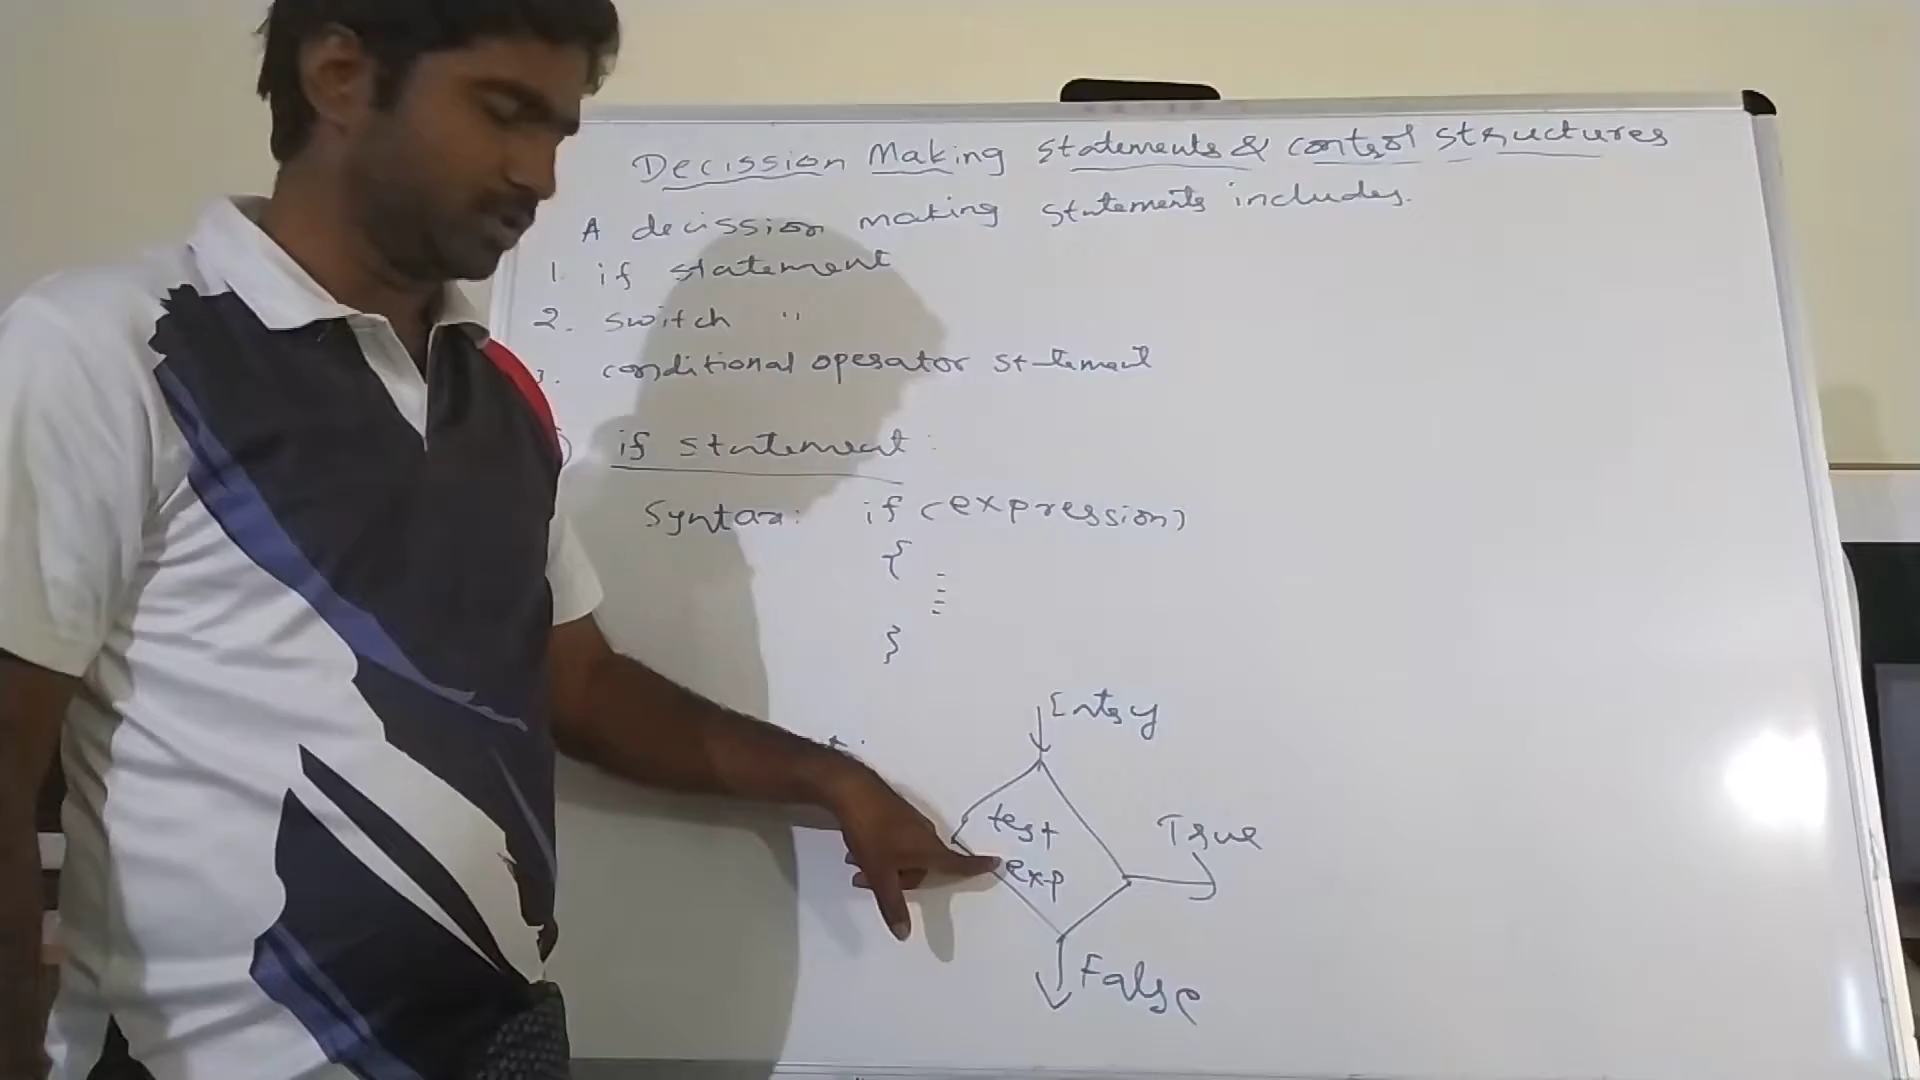 Decission Making Statements & control structures
A decission making statements includes.
1. if statement
2. switch "
3. conditional operator statement
if statement:
Syntax: if (expression)
{
}
Entry
test
exp
True
False